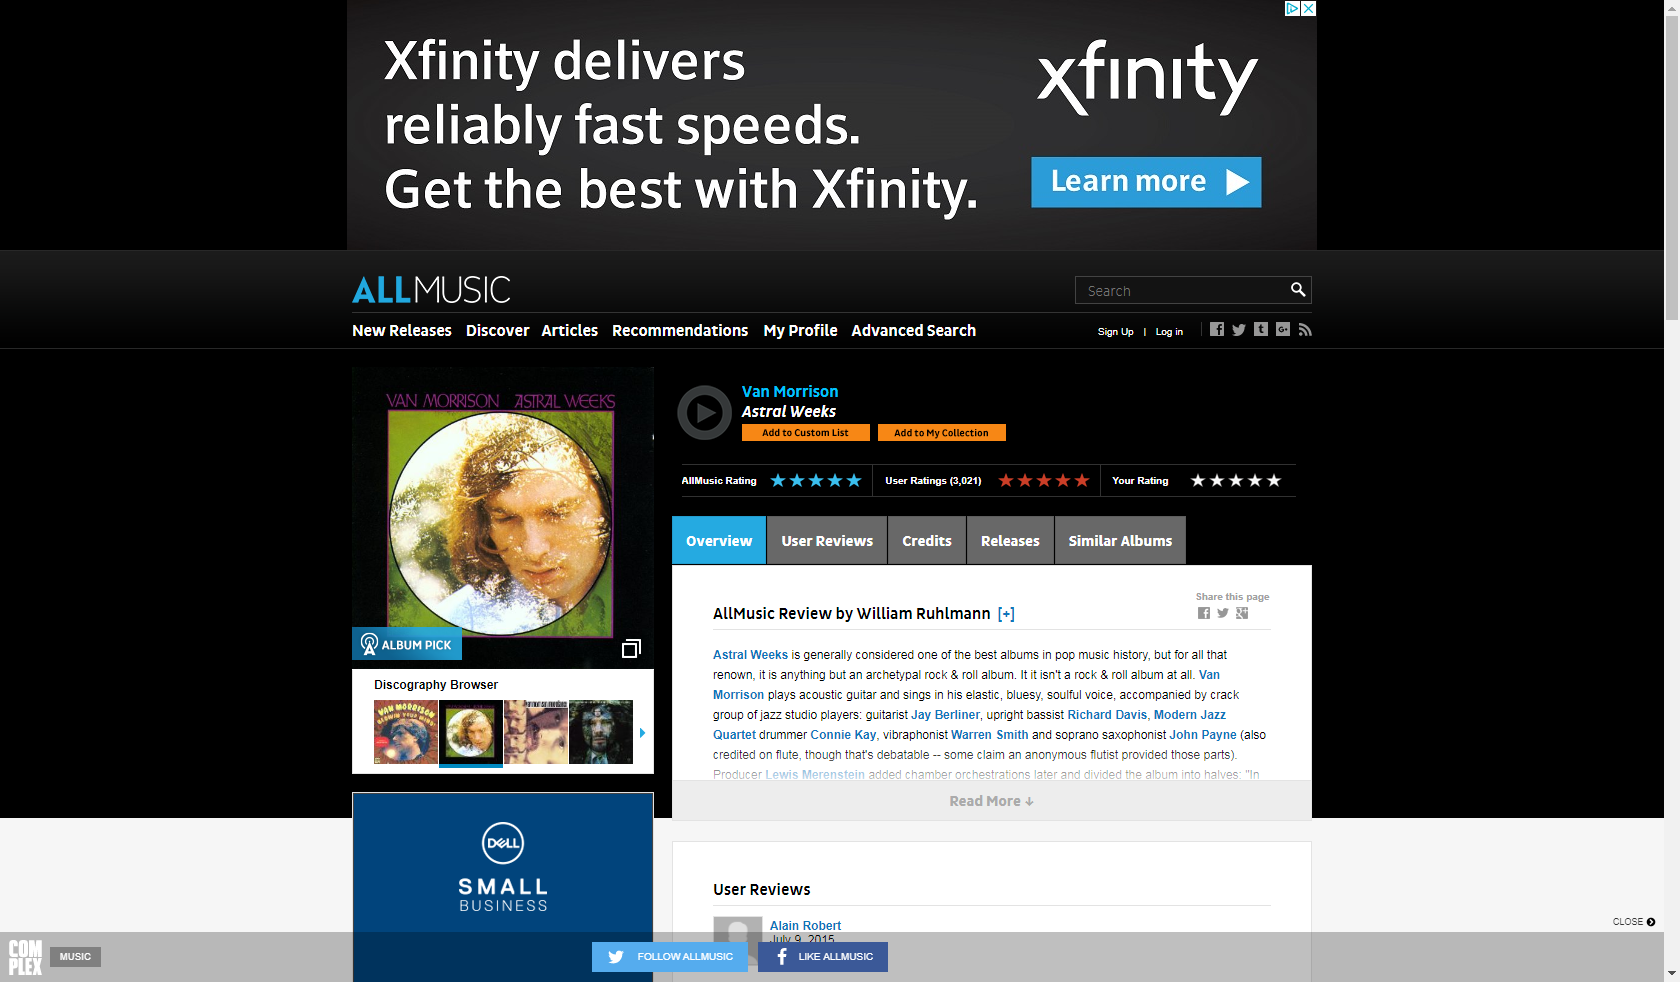 Xfinity delivers
reliably fast speeds.
Get the best with Xfinity.
xfinity
Learn more
ALLMUSIC
Search
New Releases Discover Articles Recommendations My Profile Advanced Search
Sign Up | Log in
VAN MORRISON ASTRAL WEEKS
ALBUM PICK
Van Morrison
Astral Weeks
Add to Custom List Add to My Collection
AllMusic Rating User Ratings (3,021) Your Rating
Overview User Reviews Credits Releases Similar Albums
Share this page
AllMusic Review by William Ruhlmann [+]
Astral Weeks is generally considered one of the best albums in pop music history, but for all that
renown, it is anything but an archetypal rock & roll album. It it isn't a rock & roll album at all. Van
Morrison plays acoustic guitar and sings in his elastic, bluesy, soulful voice, accompanied by crack
group of jazz studio players: guitarist Jay Berliner, upright bassist Richard Davis, Modern Jazz
Quartet drummer Connie Kay, vibraphonist Warren Smith and soprano saxophonist John Payne (also
credited on flute, though that's debatable -- some claim an anonymous flutist provided those parts).
Producer Lewis Merenstein added chamber orchestrations later and divided the album into halves: "In
Read More
Discography Browser
VAN MORRISON
DELL
SMALL
BUSINESS
User Reviews
Alain Robert
July 9, 2015
CLOSE
COMPLEX
MUSIC
FOLLOW ALLMUSIC
LIKE ALLMUSIC